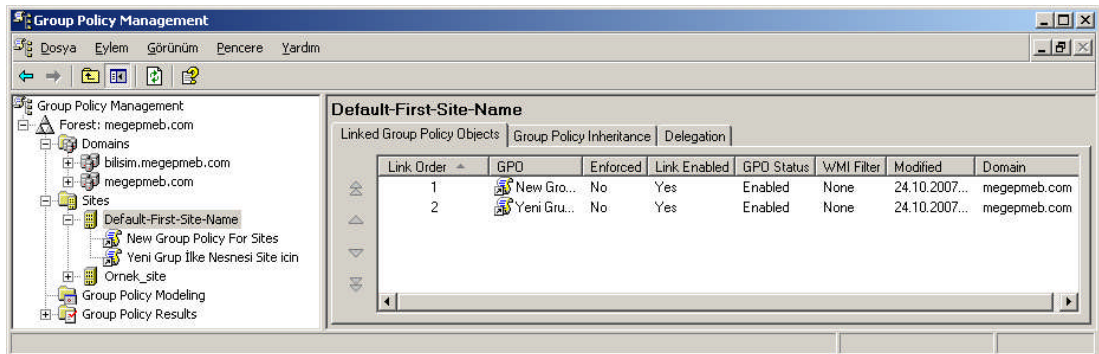 Group Policy Management
Dosya Eylem Görünüm Pencere Yardım
Group Policy Management
Forest: megepmeb.com
Domains
bilisim.megepmeb.com
megepmeb.com
Sites
Default-First-Site-Name
New Group Policy For Sites
Yeni Grup İlke Nesnesi Site icin
Ornek_site
Group Policy Modeling
Group Policy Results
Default-First-Site-Name
Linked Group Policy Objects Group Policy Inheritance Delegation
Link Order GPO Enforced Link Enabled GPO Status WMI Filter Modified Domain
1 New Gro... No Yes Enabled None 24.10.2007... megepmeb.com
2 Yeni Gru... No Yes Enabled None 24.10.2007... megepmeb.com